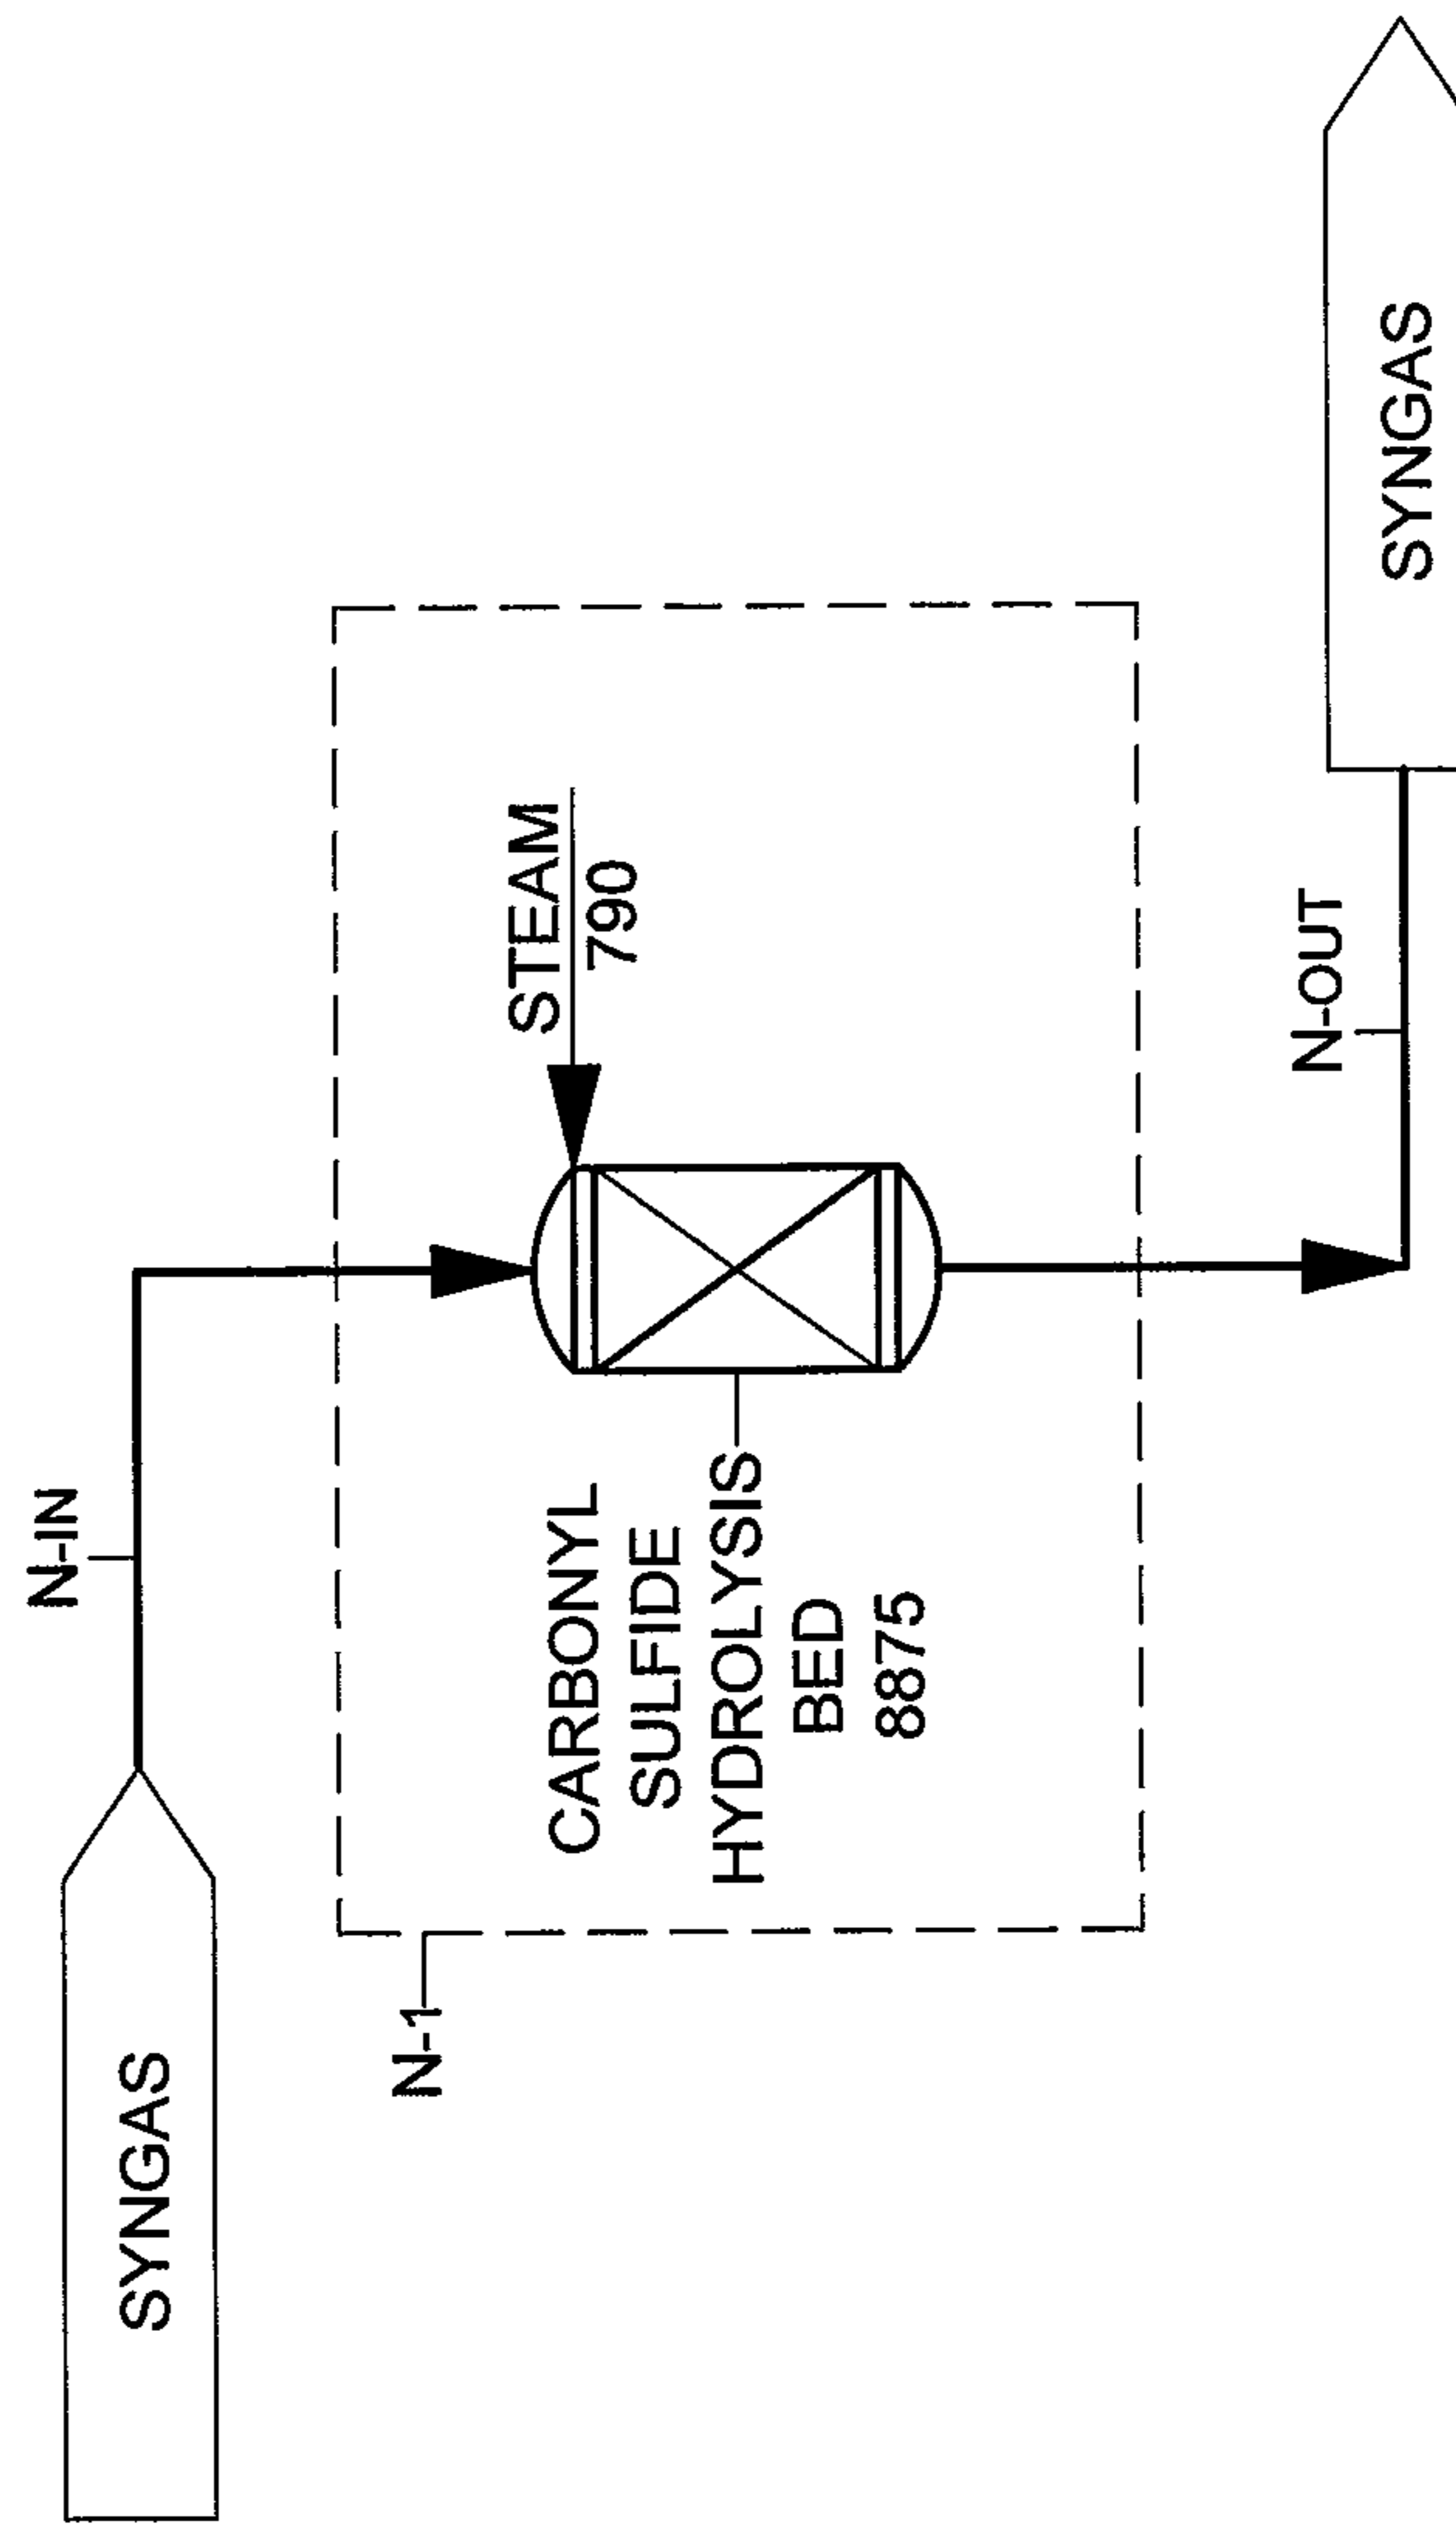 SYNGAS
N-IN
N-1
STEAM
790
CARBONYL
SULFIDE
HYDROLYSIS
BED
8875
N-OUT
SYNGAS